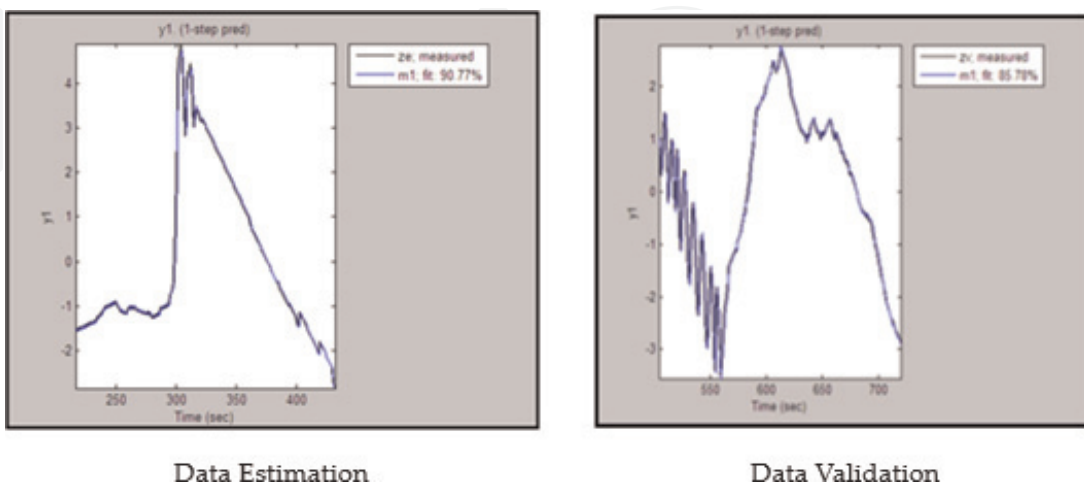 y1. (1-step pred)
ze; measured
m1; fit: 90.77%
4
3
2
1
0
-1
-2
y1
250 300 350 400
Time (sec)
Data Estimation
y1. (1-step pred)
zv; measured
m1; fit: 85.78%
2
1
0
-1
-2
-3
y1
550 600 650 700
Time (sec)
Data Validation